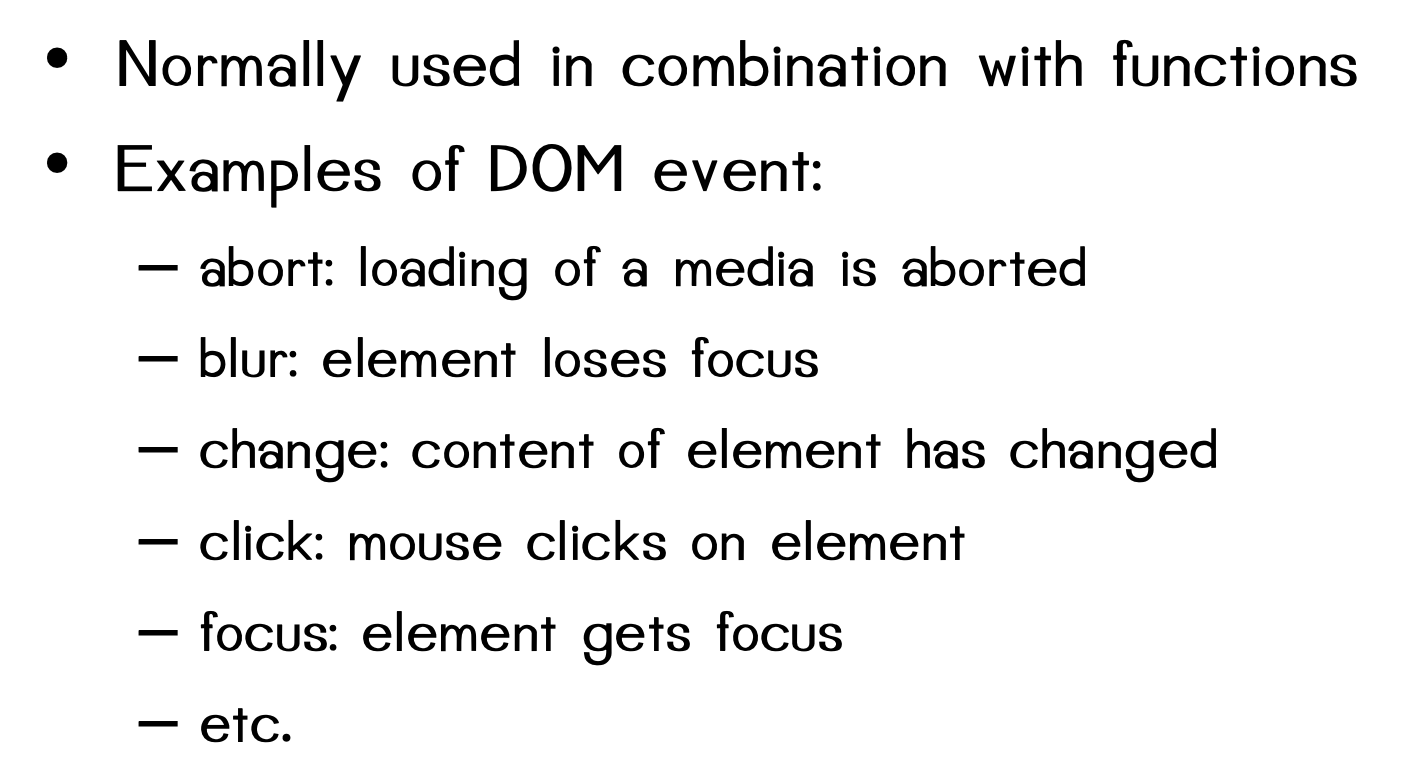 • Normally used in combination with functions
• Examples of DOM event:
– abort: loading of a media is aborted
– blur: element loses focus
– change: content of element has changed
– click: mouse clicks on element
– focus: element gets focus
– etc.